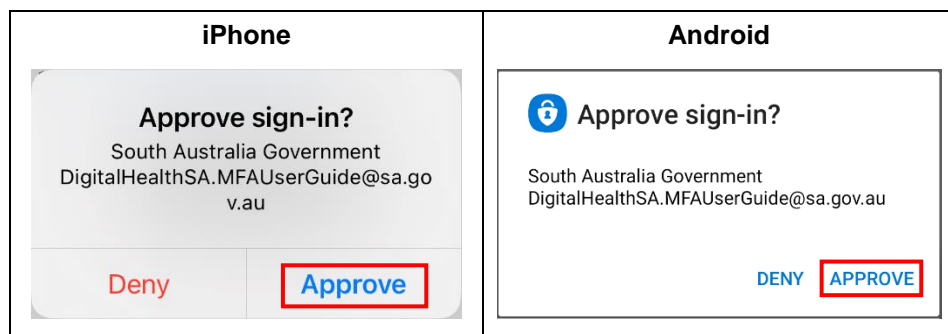 iPhone
Android
Approve sign-in?
South Australia Government
DigitalHealthSA.MFAUserGuide@sa.go
v.au
Deny
Approve
Approve sign-in?
South Australia Government
DigitalHealthSA.MFAUserGuide@sa.gov.au
DENY
APPROVE